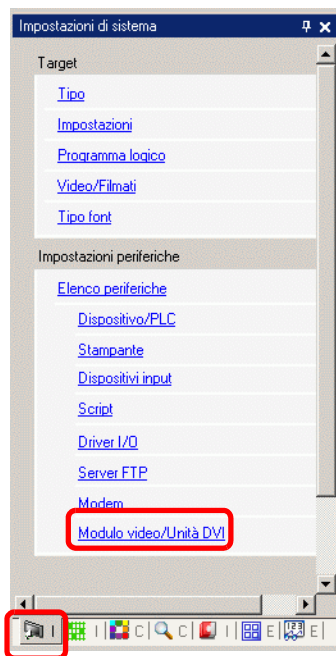 Impostazioni di sistema
Target
Tipo
Impostazioni
Programma logico
Video/Filmati
Tipo font
Impostazioni periferiche
Elenco periferiche
Dispositivo/PLC
Stampante
Dispositivi input
Script
Driver I/O
Server FTP
Modem
Modulo video/Unità DVI
I I C C I E E